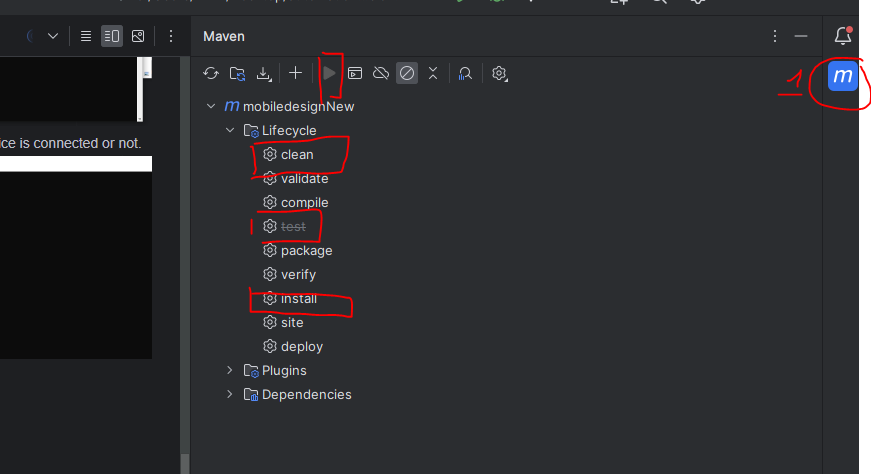 Maven
1
m
m mobiledesignNew
Lifecycle
ice is connected or not.
clean
validate
compile
test
package
verify
install
site
deploy
Plugins
Dependencies